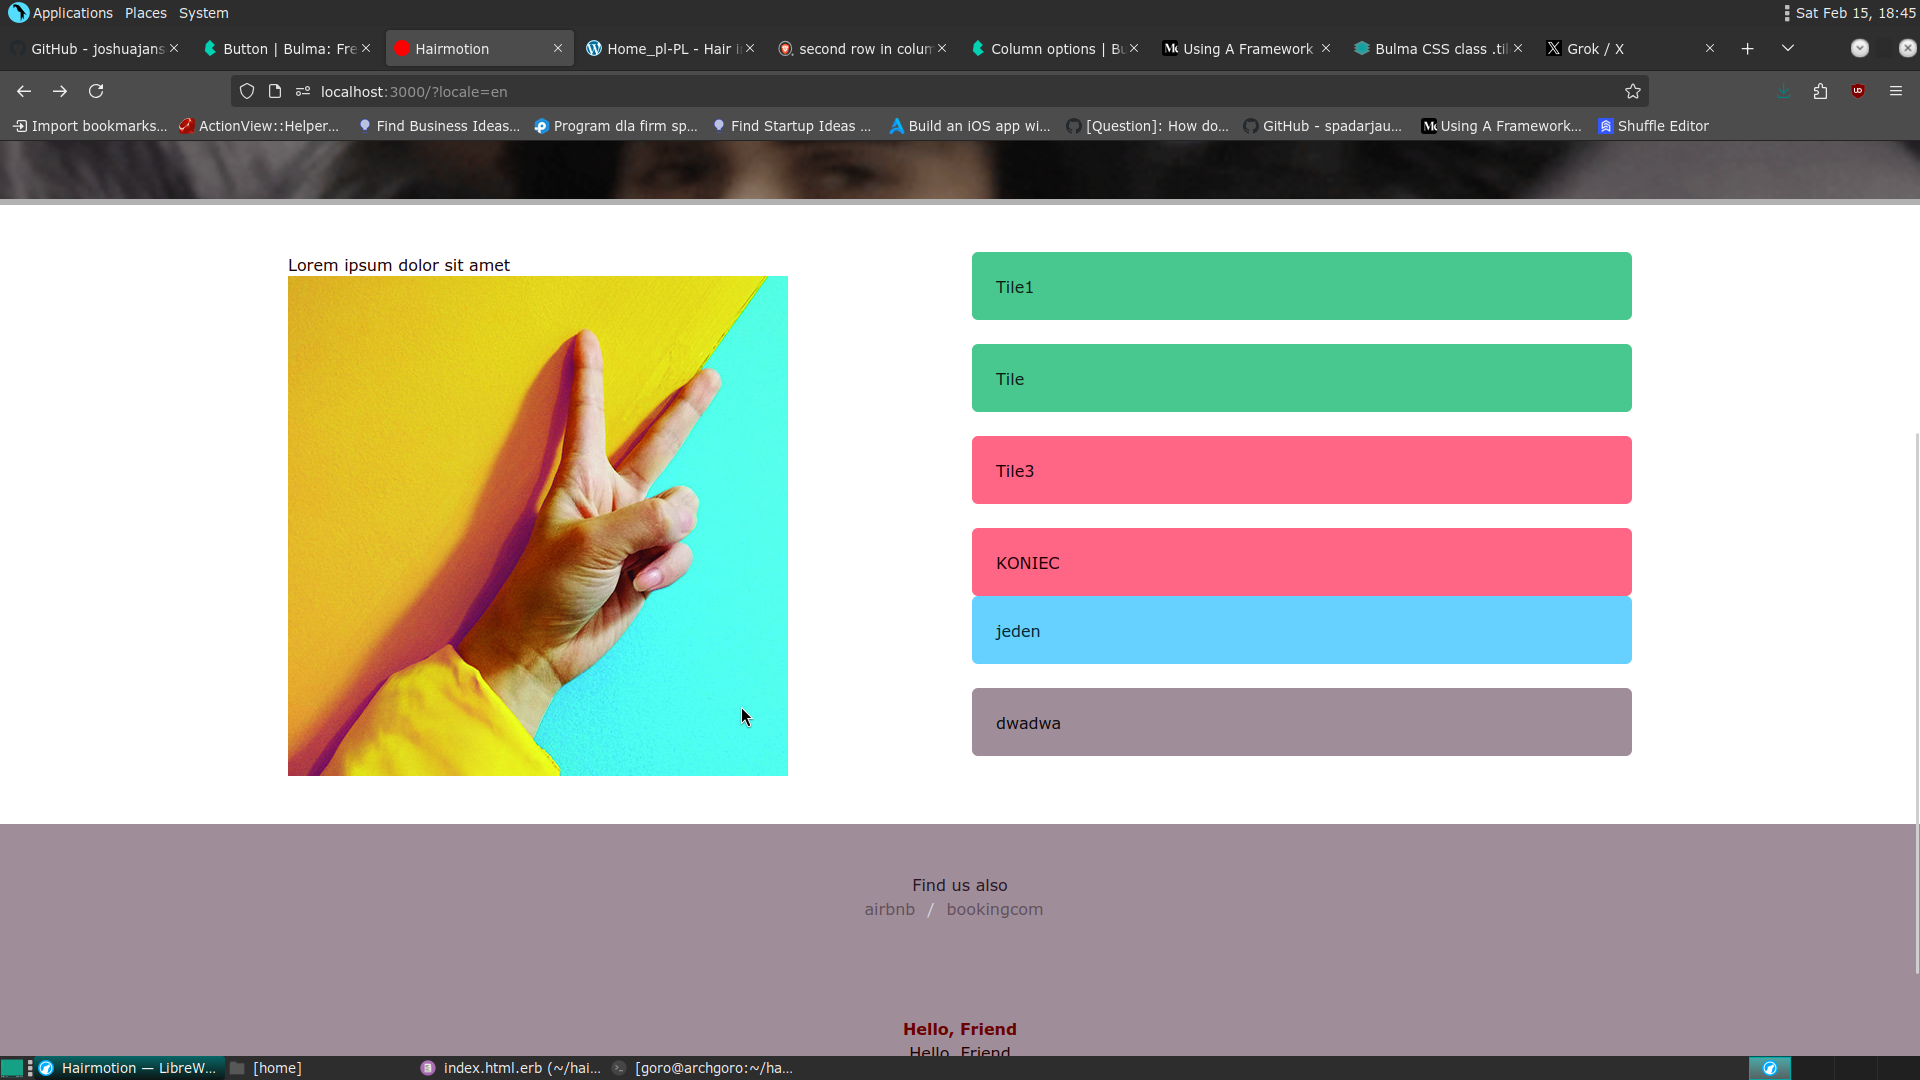 Applications Places System Sat Feb 15, 18:45
GitHub - joshuajans Button | Bulma: Fre Hairmotion Home_pl-PL - Hair i second row in colum Column options | Bu Using A Framework Bulma CSS class .til Grok / X
localhost:3000/?locale=en
Import bookmarks... ActionView::Helper... Find Business Ideas... Program dla firm sp... Find Startup Ideas ... Build an iOS app wi... [Question]: How do... GitHub - spadarjau... Using A Framework... Shuffle Editor
Lorem ipsum dolor sit amet
Tile1
Tile
Tile3
KONIEC
jeden
dwadwa
Find us also
airbnb / bookingcom
Hello, Friend
Hello, Friend
Hairmotion — LibreW... [home] index.html.erb (~/hai... [goro@archgoro:~/ha...